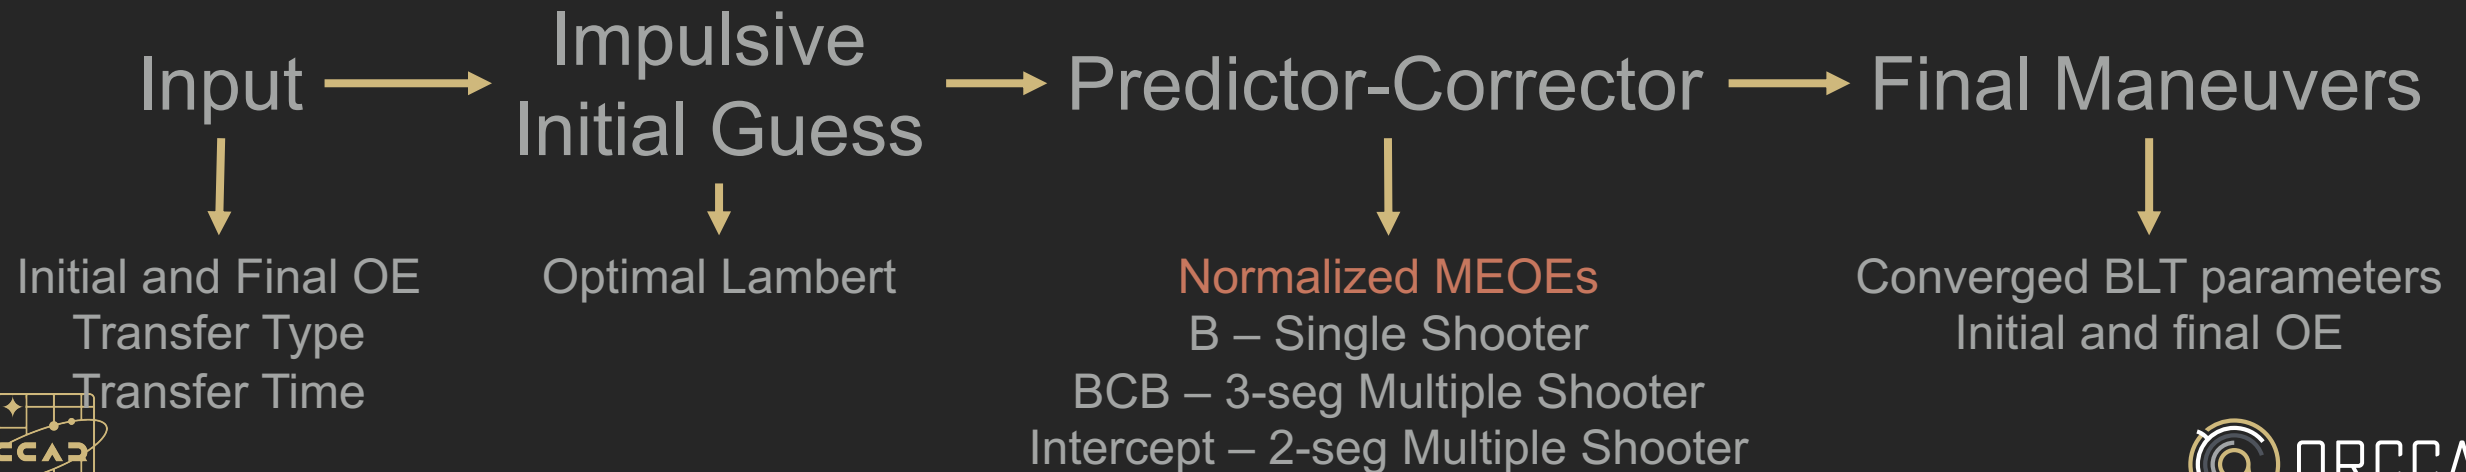 Input
Impulsive
Initial Guess
Predictor-Corrector
Final Maneuvers
Initial and Final OE
Transfer Type
Transfer Time
Optimal Lambert
Normalized MEOEs
B – Single Shooter
BCB – 3-seg Multiple Shooter
Intercept – 2-seg Multiple Shooter
Converged BLT parameters
Initial and final OE